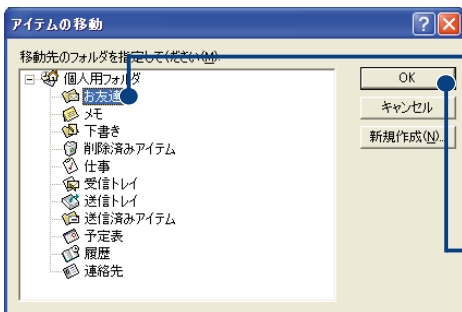 アイテムの移動
移動先のフォルダを指定してください(M):
個人用フォルダ
お友達
メモ
下書き
削除済みアイテム
仕事
受信トレイ
送信トレイ
送信済みアイテム
予定表
履歴
連絡先
OK
キャンセル
新規作成(N)...